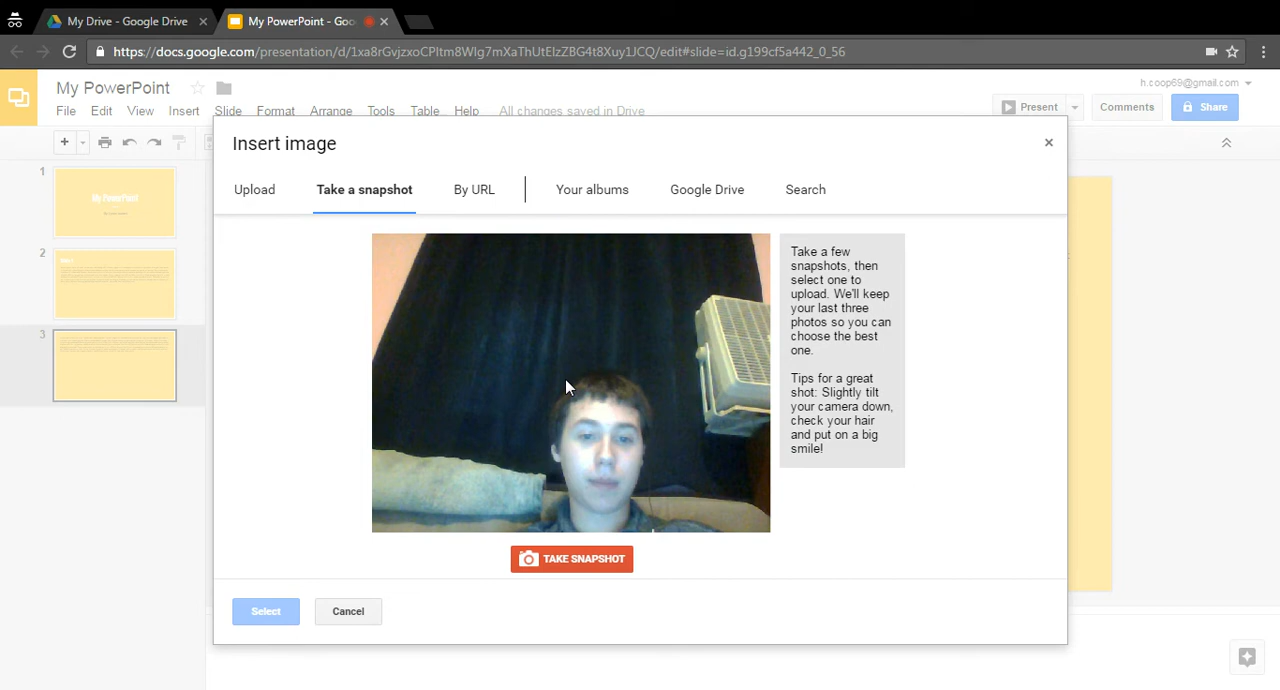 My Drive - Google Drive
My PowerPoint - Goo
https://docs.google.com/presentation/d/1xa8rGvjzxoCPltm8WIg7mXaThUtElzZBG4t8Xuy1JCQ/edit#slide=id.g199cf5a442_0_56
My PowerPoint
h.coop69@gmail.com
File Edit View Insert Slide Format Arrange Tools Table Help All changes saved in Drive
Present Comments Share
Insert image
Upload Take a snapshot By URL Your albums Google Drive Search
1
My PowerPoint
2
3
Take a few
snapshots, then
select one to
upload. We'll keep
your last three
photos so you can
choose the best
one.
Tips for a great
shot: Slightly tilt
your camera down,
check your hair
and put on a big
smile!
TAKE SNAPSHOT
Select Cancel